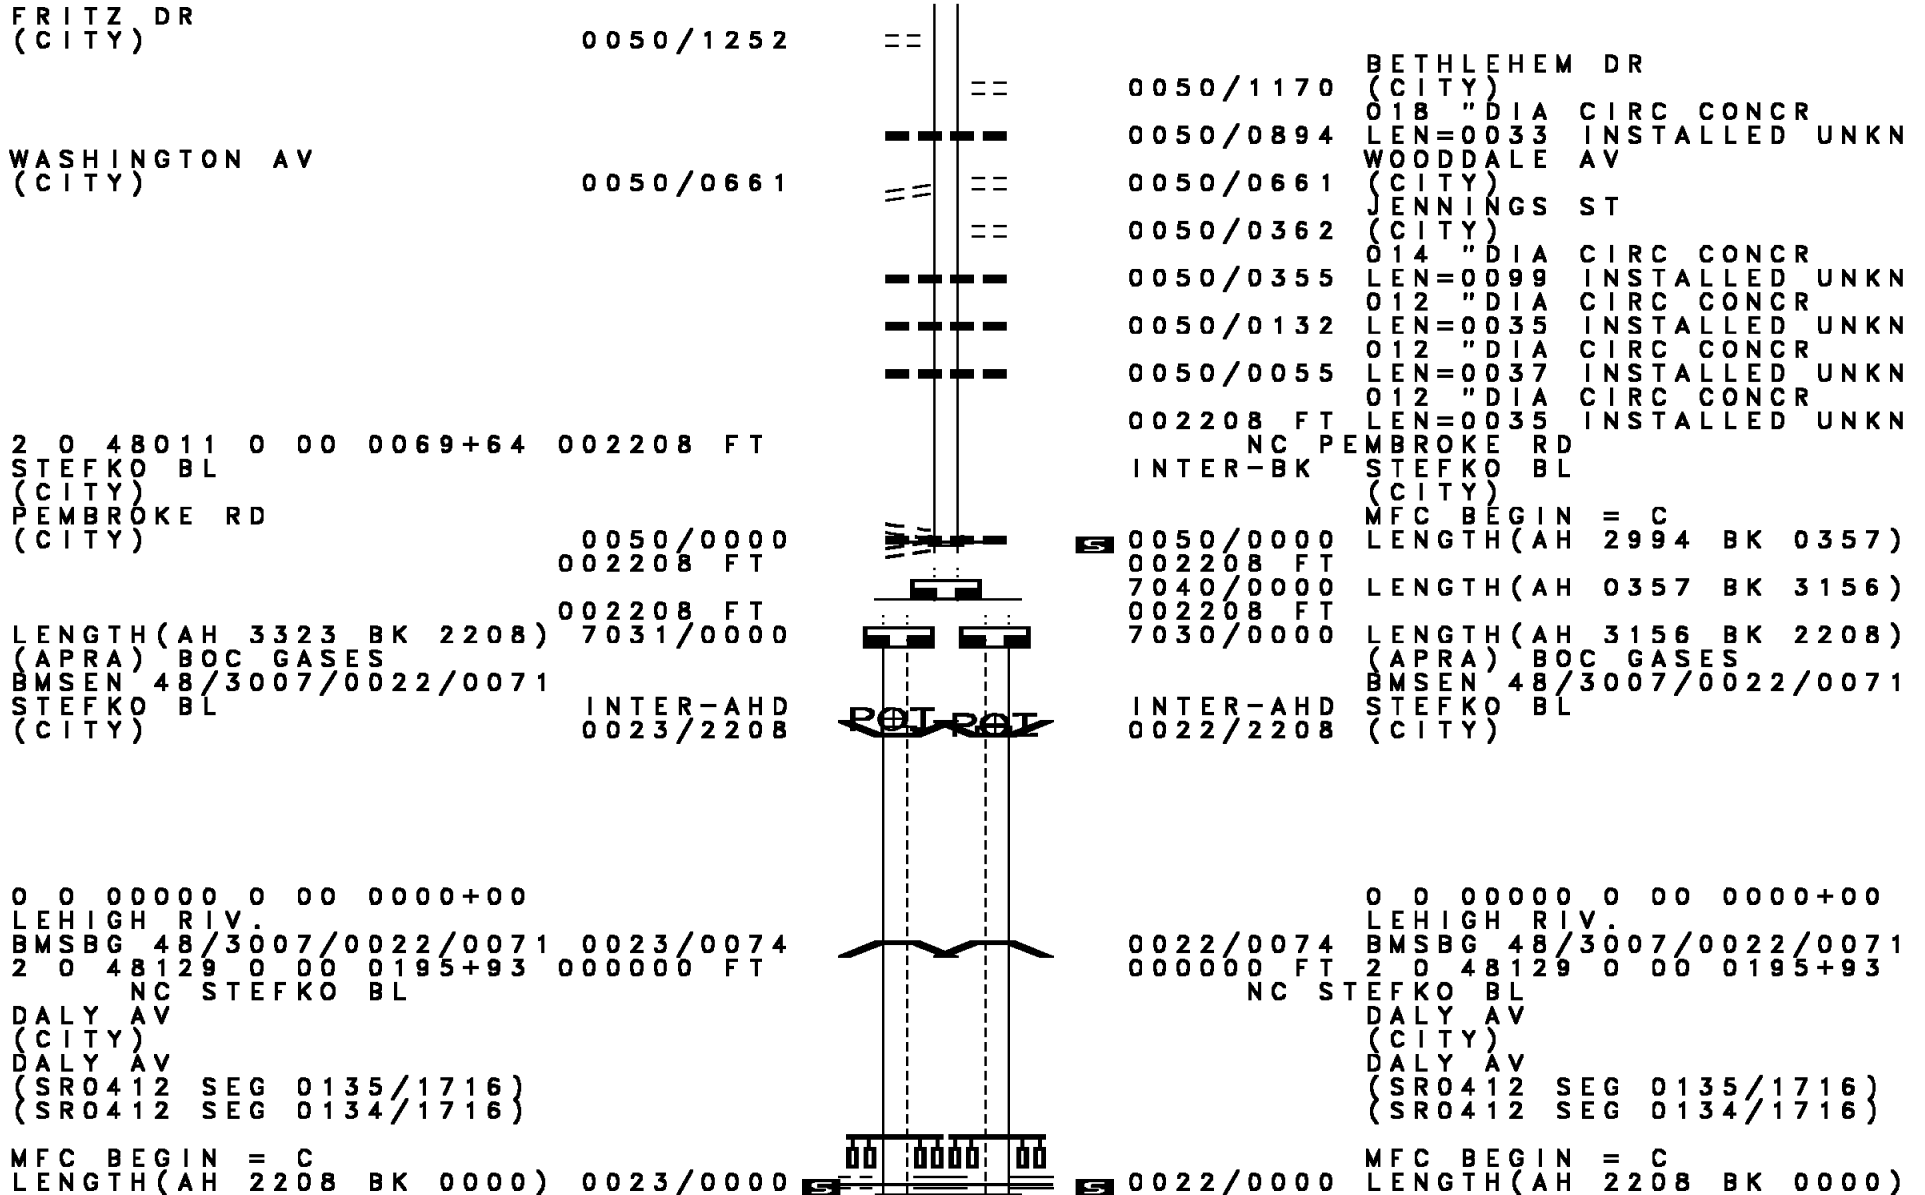 FRITZ DR
(CITY) 0050/1252
BETHLEHEM DR
0050/1170 (CITY)
018 "DIA CIRC CONCR
0050/0894 LEN=0033 INSTALLED UNKN
WASHINGTON AV WOODDALE AV
(CITY) 0050/0661 0050/0661 (CITY)
JENNINGS ST
0050/0362 (CITY)
014 "DIA CIRC CONCR
0050/0355 LEN=0099 INSTALLED UNKN
012 "DIA CIRC CONCR
0050/0132 LEN=0035 INSTALLED UNKN
012 "DIA CIRC CONCR
0050/0055 LEN=0037 INSTALLED UNKN
012 "DIA CIRC CONCR
002208 FT LEN=0035 INSTALLED UNKN
2 0 48011 0 00 0069+64 002208 FT NC PEMBROKE RD
STEFKO BL INTER-BK STEFKO BL
(CITY) (CITY)
PEMBROKE RD MFC BEGIN = C
(CITY) 0050/0000 S 0050/0000 LENGTH(AH 2994 BK 0357)
002208 FT 002208 FT
7040/0000 LENGTH(AH 0357 BK 3156)
002208 FT 002208 FT
LENGTH(AH 3323 BK 2208) 7031/0000 7030/0000 LENGTH(AH 3156 BK 2208)
(APRA) BOC GASES (APRA) BOC GASES
BMSEN 48/3007/0022/0071 BMSEN 48/3007/0022/0071
STEFKO BL INTER-AHD INTER-AHD STEFKO BL
POT POT
(CITY) 0023/2208 0022/2208 (CITY)
0 0 00000 0 00 0000+00 0 0 00000 0 00 0000+00
LEHIGH RIV. LEHIGH RIV.
BMSBG 48/3007/0022/0071 0023/0074 0022/0074 BMSBG 48/3007/0022/0071
2 0 48129 0 00 0195+93 000000 FT 000000 FT 2 0 48129 0 00 0195+93
NC STEFKO BL NC STEFKO BL
DALY AV DALY AV
(CITY) (CITY)
DALY AV DALY AV
(SR0412 SEG 0135/1716) (SR0412 SEG 0135/1716)
(SR0412 SEG 0134/1716) (SR0412 SEG 0134/1716)
MFC BEGIN = C MFC BEGIN = C
LENGTH(AH 2208 BK 0000) 0023/0000 S S 0022/0000 LENGTH(AH 2208 BK 0000)